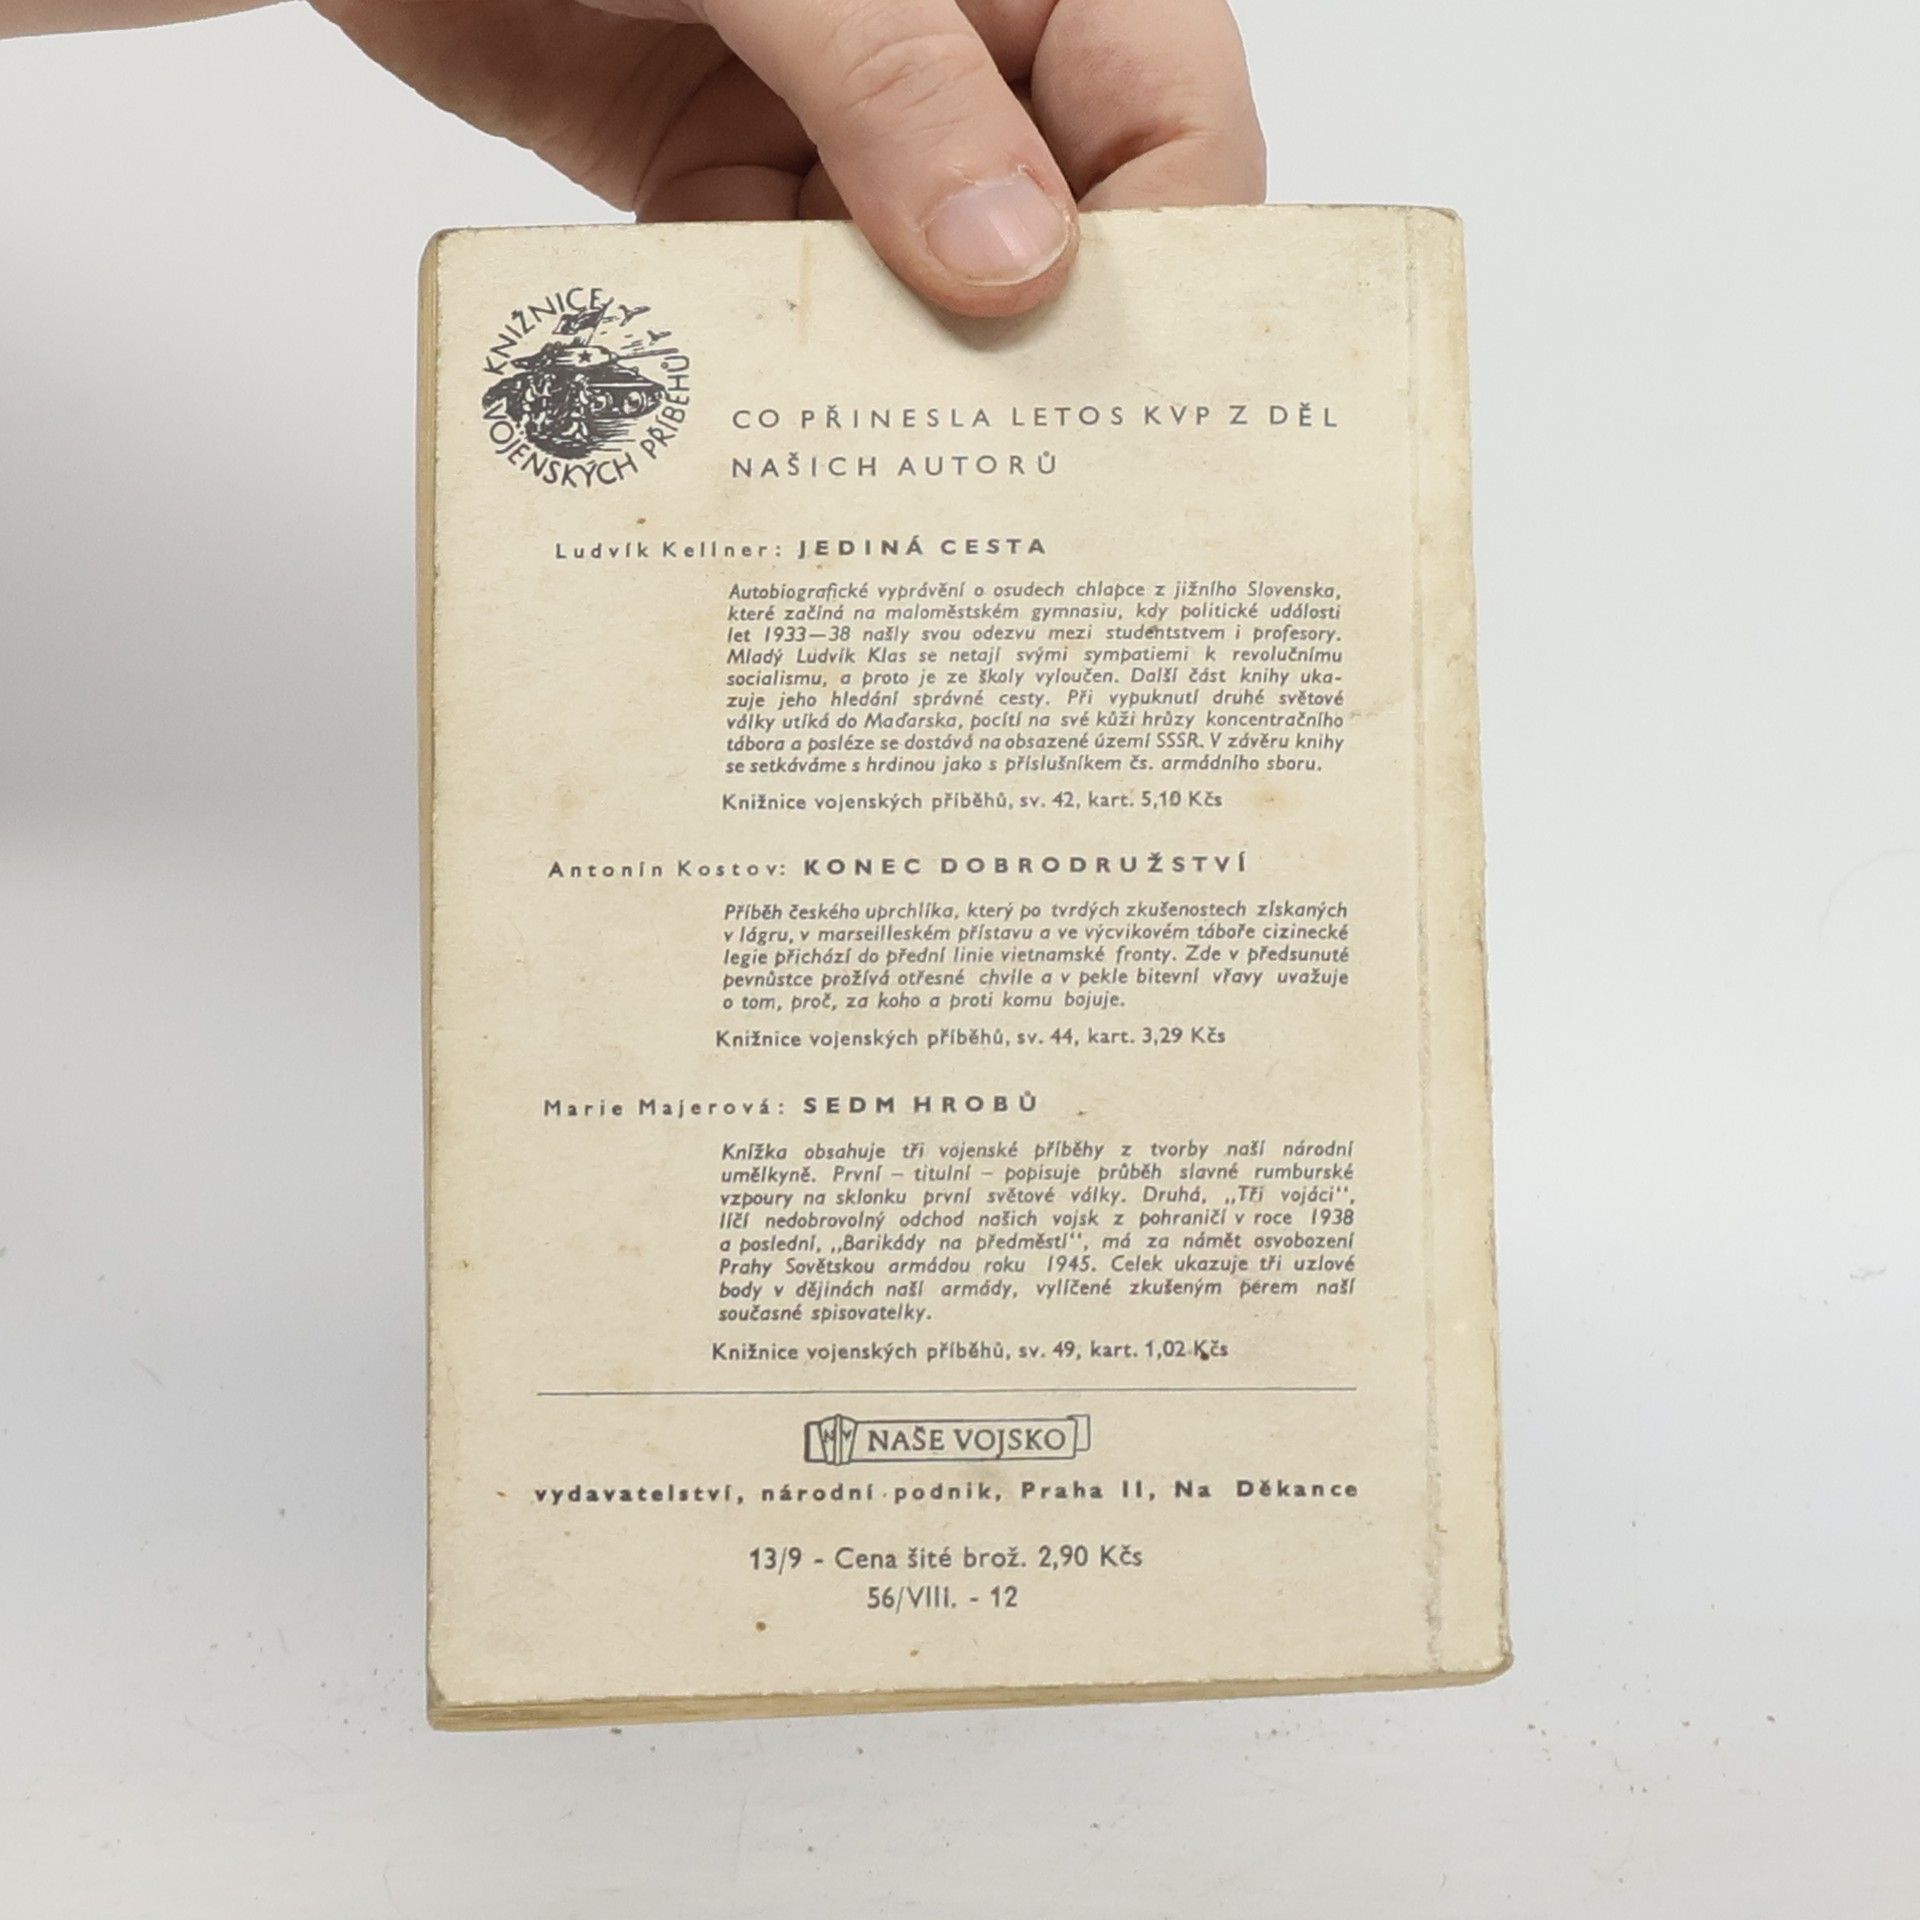 KNIŽNICE VOJENSKÝCH PŘÍBĚHŮ
CO PŘINESLA LETOS KVP Z DĚL
NAŠICH AUTORŮ
Ludvík Kellner: JEDINÁ CESTA
Autobiografické vyprávění o osudech chlapce z jižního Slovenska,
které začíná na maloměstském gymnasiu, kdy politické události
let 1933—38 našly svou odezvu mezi studentstvem i profesory.
Mladý Ludvík Klas se netají svými sympatiemi k revolučnímu
socialismu, a proto je ze školy vyloučen. Další část knihy uka-
zuje jeho hledání správné cesty. Při vypuknutí druhé světové
války utíká do Maďarska, pocítí na své kůži hrůzy koncentračního
tábora a posléze se dostává na obsazené území SSSR. V závěru knihy
se setkáváme s hrdinou jako s příslušníkem čs. armádního sboru.
Knižnice vojenských příběhů, sv. 42, kart. 5,10 Kčs
Antonín Kostov: KONEC DOBRODRUŽSTVÍ
Příběh českého uprchlíka, který po tvrdých zkušenostech získaných
v lágru, v marseilleském přístavu a ve výcvikovém táboře cizinecké
legie přichází do přední linie vietnamské fronty. Zde v předsunuté
pevnůstce prožívá otřesné chvíle a v pekle bitevní vřavy uvažuje
o tom, proč, za koho a proti komu bojuje.
Knižnice vojenských příběhů, sv. 44, kart. 3,29 Kčs
Marie Majerová: SEDM HROBŮ
Knížka obsahuje tři vojenské příběhy z tvorby naší národní
umělkyně. První – titulní – popisuje průběh slavné rumburské
vzpoury na sklonku první světové války. Druhá, „Tři vojáci“,
líčí nedobrovolný odchod našich vojsk z pohraničí v roce 1938
a poslední, „Barikády na předměstí“, má za námět osvobození
Prahy Sovětskou armádou roku 1945. Celek ukazuje tři uzlové
body v dějinách naší armády, vylíčené zkušeným perem naší
současné spisovatelky.
Knižnice vojenských příběhů, sv. 49, kart. 1,02 Kčs
NV NAŠE VOJSKO
vydavatelství, národní podnik, Praha II, Na Děkance
13/9 - Cena šité brož. 2,90 Kčs
56/VIII. - 12